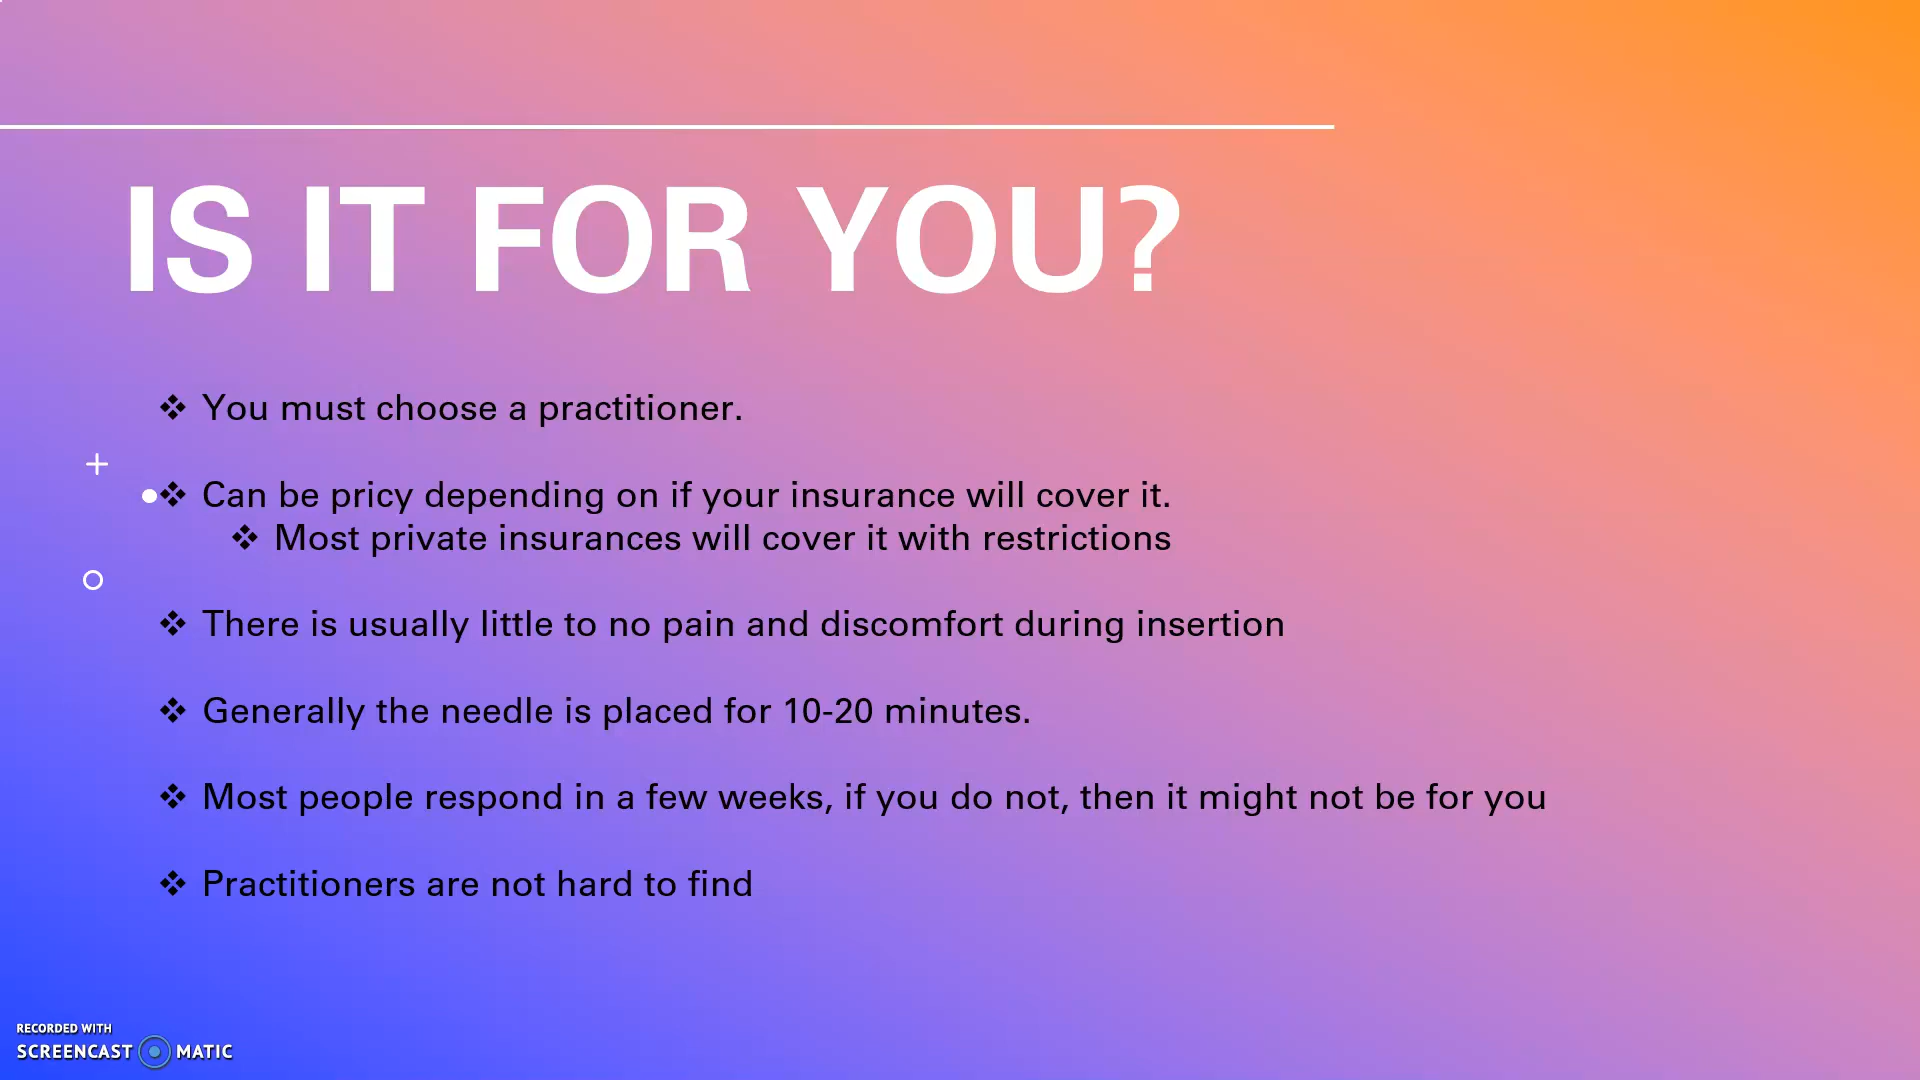 IS IT FOR YOU?
❖ You must choose a practitioner.
❖ Can be pricy depending on if your insurance will cover it.
❖ Most private insurances will cover it with restrictions
❖ There is usually little to no pain and discomfort during insertion
❖ Generally the needle is placed for 10-20 minutes.
❖ Most people respond in a few weeks, if you do not, then it might not be for you
❖ Practitioners are not hard to find
RECORDED WITH
SCREENCAST MATIC